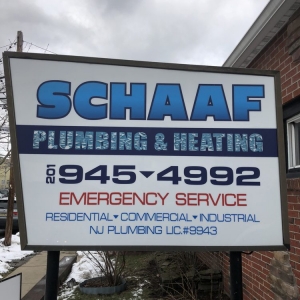 SCHAAF
PLUMBING & HEATING
201 945▾4992
EMERGENCY SERVICE
RESIDENTIAL▾COMMERCIAL▾INDUSTRIAL
NJ PLUMBING LIC.#9943